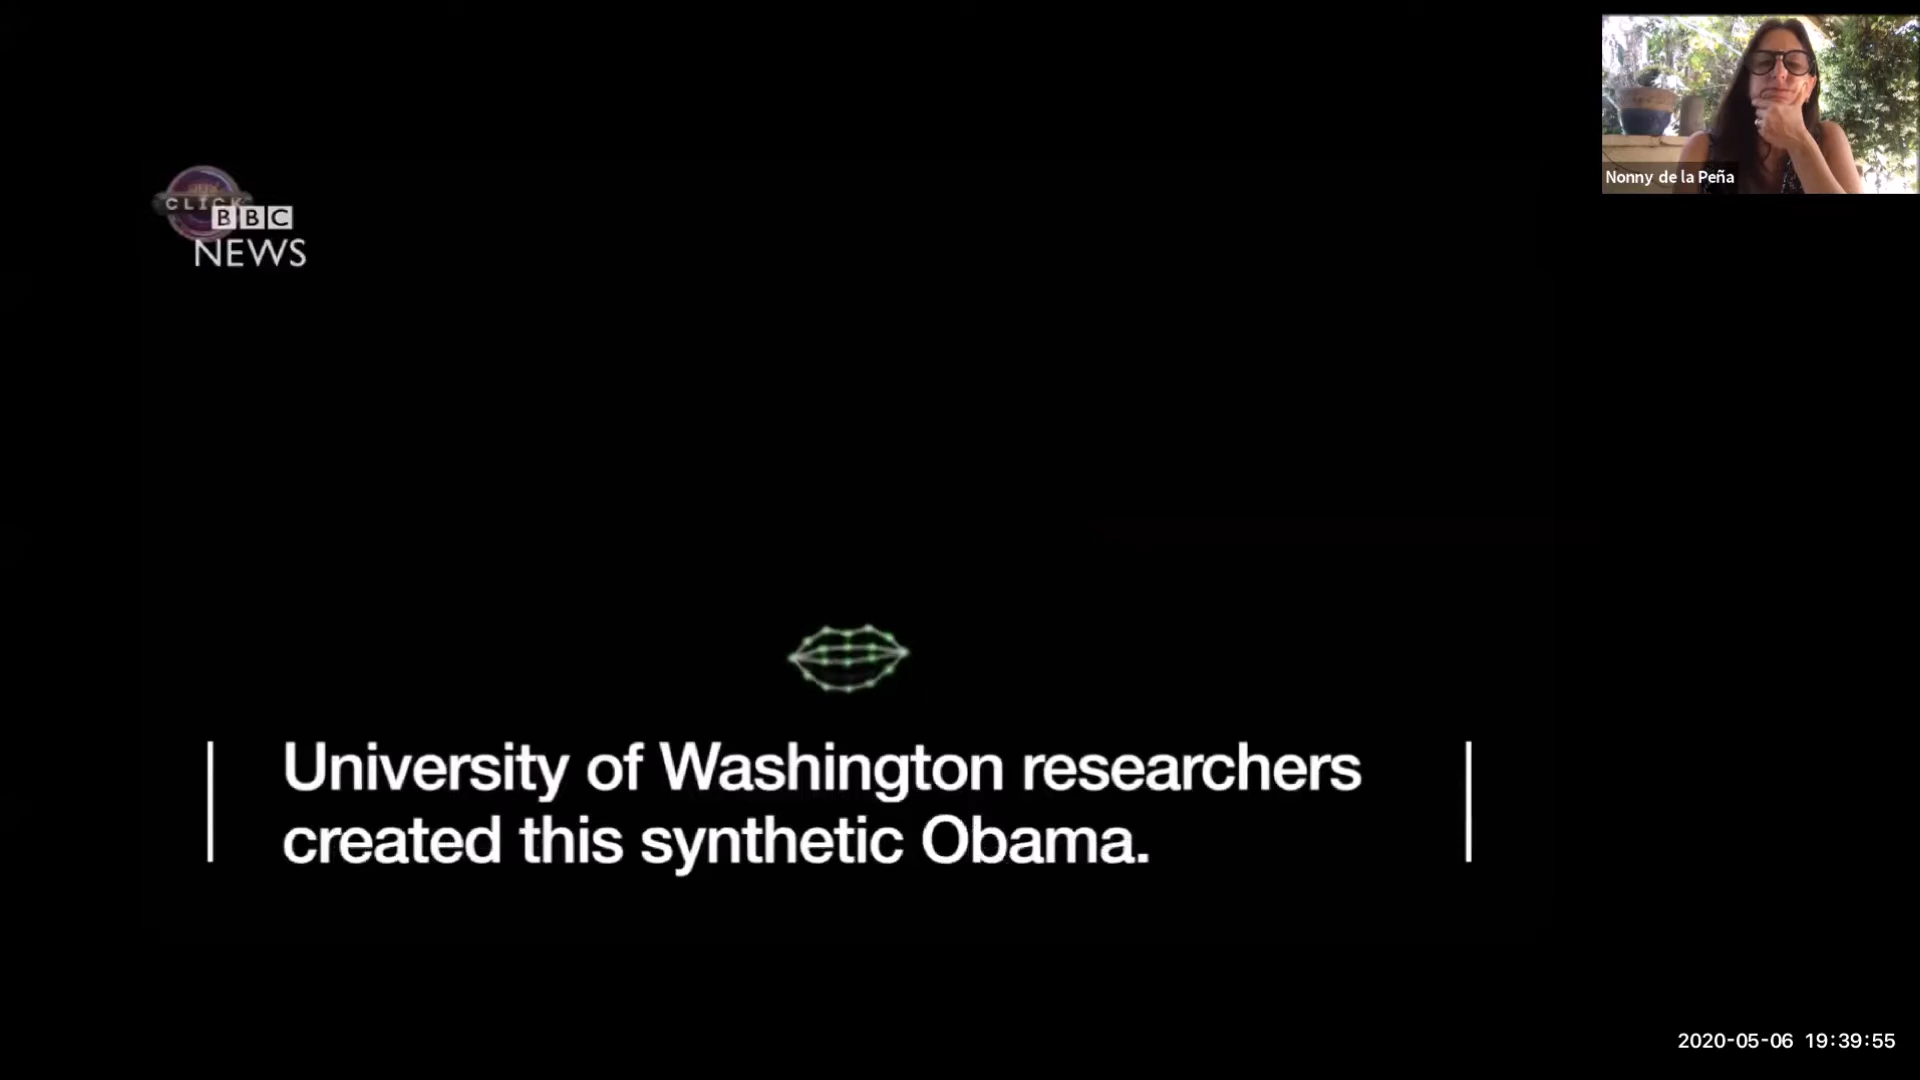 Nonny de la Peña
CLICK
BBC
NEWS
University of Washington researchers
created this synthetic Obama.
2020-05-06 19:39:55